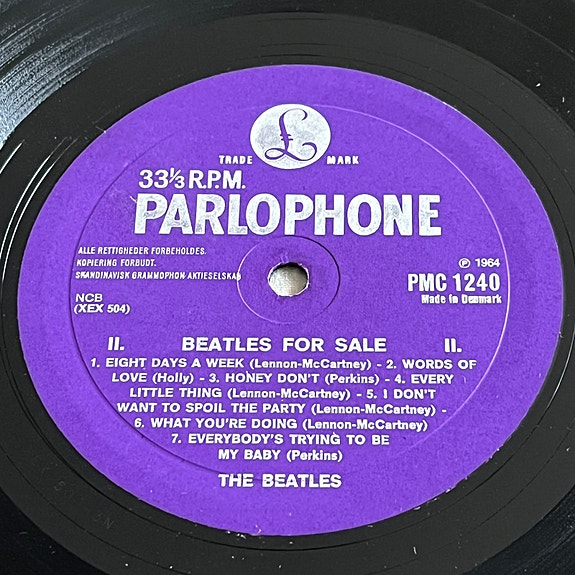 £
TRADE MARK
33⅓ R.P.M.
PARLOPHONE
ALLE RETTIGHEDER FORBEHOLDES.
KOPIERING FORBUDT.
SKANDINAVISK GRAMMOPHON-AKTIESELSKAB
Ⓟ 1964
PMC 1240
Made in Denmark
NCB
(XEX 504)
II. BEATLES FOR SALE II.
1. EIGHT DAYS A WEEK (Lennon-McCartney) - 2. WORDS OF
LOVE (Holly) - 3. HONEY DON'T (Perkins) - 4. EVERY
LITTLE THING (Lennon-McCartney) - 5. I DON'T
WANT TO SPOIL THE PARTY (Lennon-McCartney) -
6. WHAT YOU'RE DOING (Lennon-McCartney)
7. EVERYBODY'S TRYING TO BE
MY BABY (Perkins)
THE BEATLES